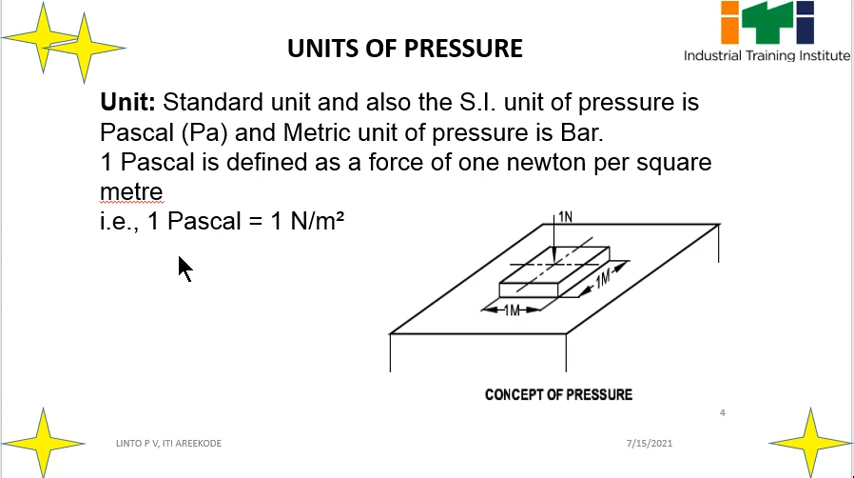 iTi
Industrial Training Institute
UNITS OF PRESSURE
Unit: Standard unit and also the S.I. unit of pressure is
Pascal (Pa) and Metric unit of pressure is Bar.
1 Pascal is defined as a force of one newton per square
metre
i.e., 1 Pascal = 1 N/m²
1N
1M
1M
CONCEPT OF PRESSURE
4
LINTO P V, ITI AREEKODE
7/15/2021